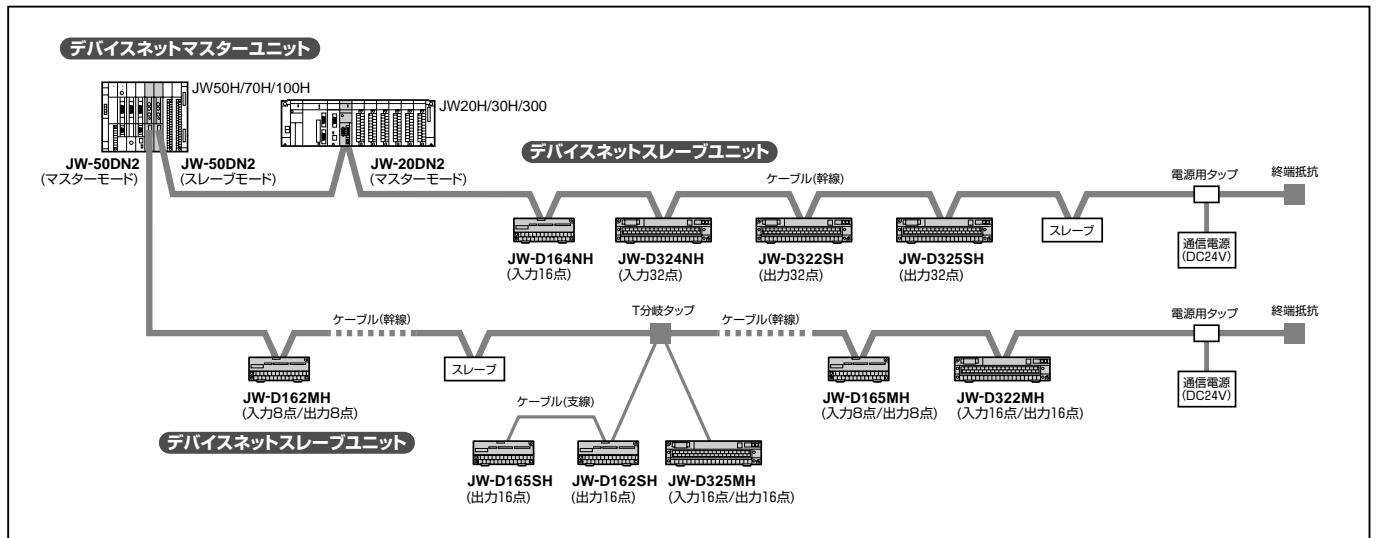 デバイスネットマスターユニット
JW50H/70H/100H
JW20H/30H/300
JW-50DN2
(マスターモード)
JW-50DN2
(スレーブモード)
JW-20DN2
(マスターモード)
デバイスネットスレーブユニット
ケーブル(幹線)
電源用タップ
終端抵抗
スレーブ
通信電源
(DC24V)
JW-D164NH
(入力16点)
JW-D324NH
(入力32点)
JW-D322SH
(出力32点)
JW-D325SH
(出力32点)
ケーブル(幹線)
T分岐タップ
ケーブル(幹線)
電源用タップ
終端抵抗
スレーブ
通信電源
(DC24V)
JW-D162MH
(入力8点/出力8点)
JW-D165MH
(入力8点/出力8点)
JW-D322MH
(入力16点/出力16点)
ケーブル(支線)
デバイスネットスレーブユニット
JW-D165SH
(出力16点)
JW-D162SH
(出力16点)
JW-D325MH
(入力16点/出力16点)